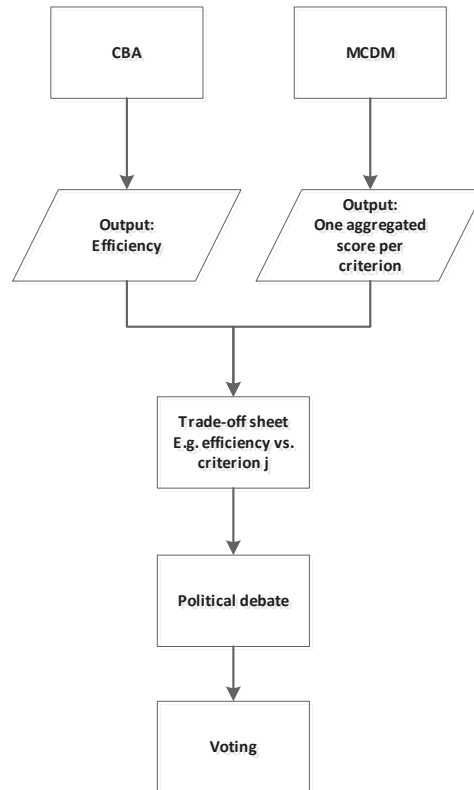 CBA
MCDM
Output:
Efficiency
Output:
One aggregated
score per
criterion
Trade-off sheet
E.g. efficiency vs.
criterion j
Political debate
Voting